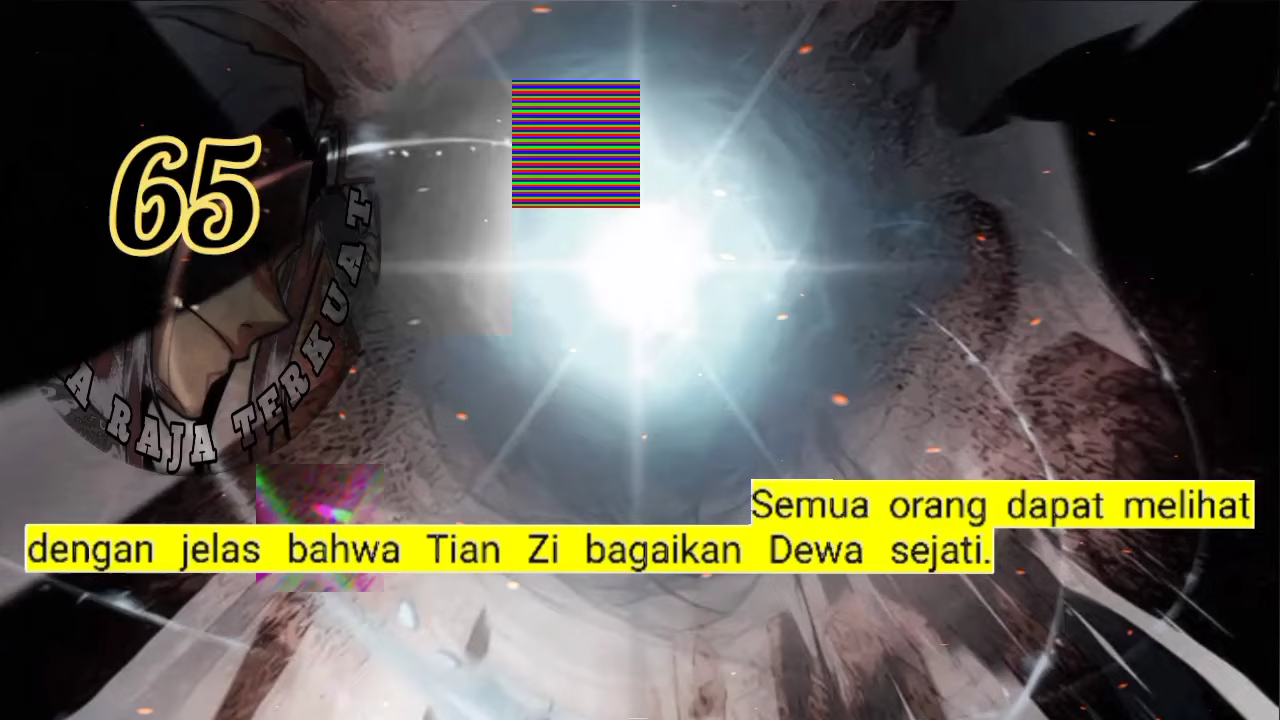 65
A RAJA TERKUAT
Semua orang dapat melihat
dengan jelas bahwa Tian Zi bagaikan Dewa sejati.